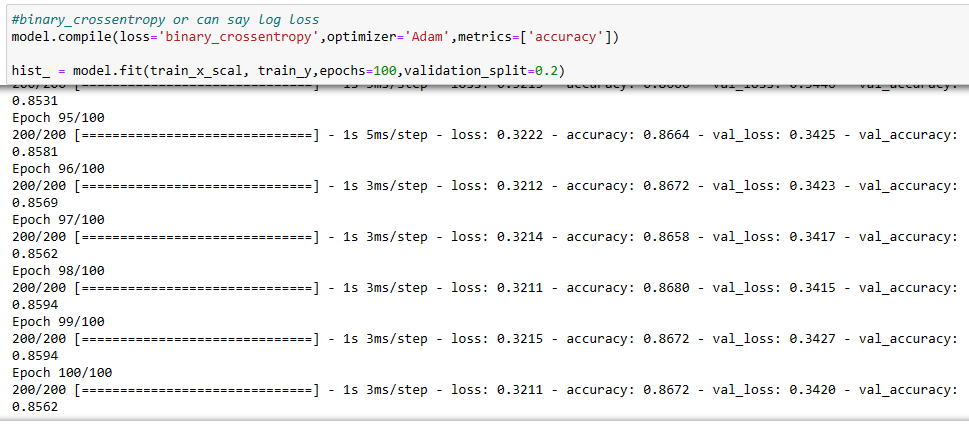 #binary_crossentropy or can say log loss
model.compile(loss='binary_crossentropy',optimizer='Adam',metrics=['accuracy'])
hist_ = model.fit(train_x_scal, train_y,epochs=100,validation_split=0.2)
200/200 [==============================] - 1s 3ms/step - loss: 0.3215 - accuracy: 0.8666 - val_loss: 0.3440 - val_accuracy:
0.8531
Epoch 95/100
200/200 [==============================] - 1s 5ms/step - loss: 0.3222 - accuracy: 0.8664 - val_loss: 0.3425 - val_accuracy:
0.8581
Epoch 96/100
200/200 [==============================] - 1s 3ms/step - loss: 0.3212 - accuracy: 0.8672 - val_loss: 0.3423 - val_accuracy:
0.8569
Epoch 97/100
200/200 [==============================] - 1s 3ms/step - loss: 0.3214 - accuracy: 0.8658 - val_loss: 0.3417 - val_accuracy:
0.8562
Epoch 98/100
200/200 [==============================] - 1s 3ms/step - loss: 0.3211 - accuracy: 0.8680 - val_loss: 0.3415 - val_accuracy:
0.8594
Epoch 99/100
200/200 [==============================] - 1s 3ms/step - loss: 0.3215 - accuracy: 0.8672 - val_loss: 0.3427 - val_accuracy:
0.8594
Epoch 100/100
200/200 [==============================] - 1s 3ms/step - loss: 0.3211 - accuracy: 0.8672 - val_loss: 0.3420 - val_accuracy:
0.8562